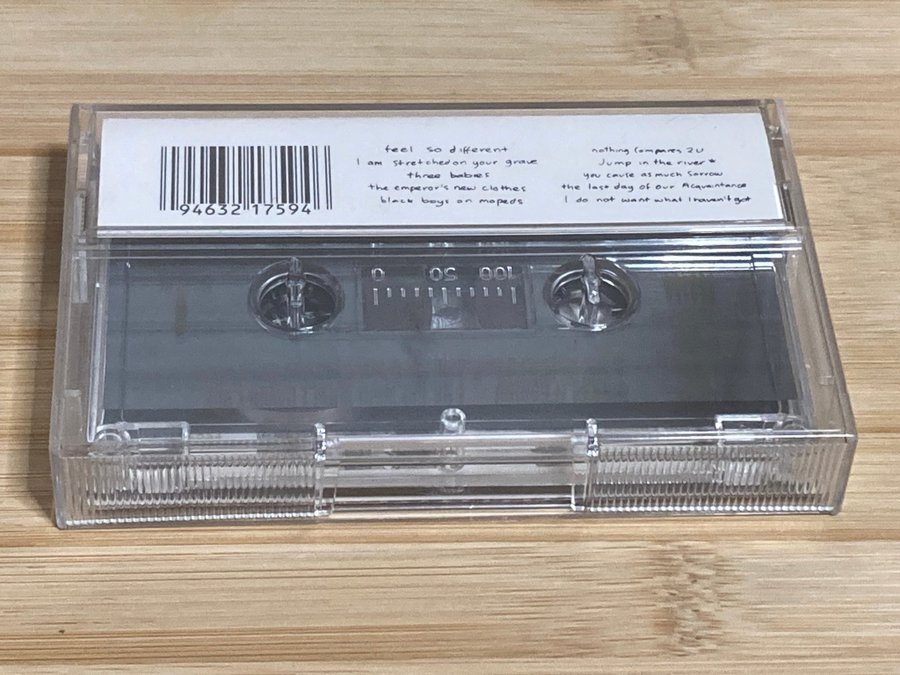 feel so different
I am stretched on your grave
three babies
the emperor's new clothes
black boys on mopeds
nothing compares 2U
Jump in the river*
you cause as much sorrow
the last day of our Acquaintance
I do not want what I haven't got
94632 17594
0 50 100